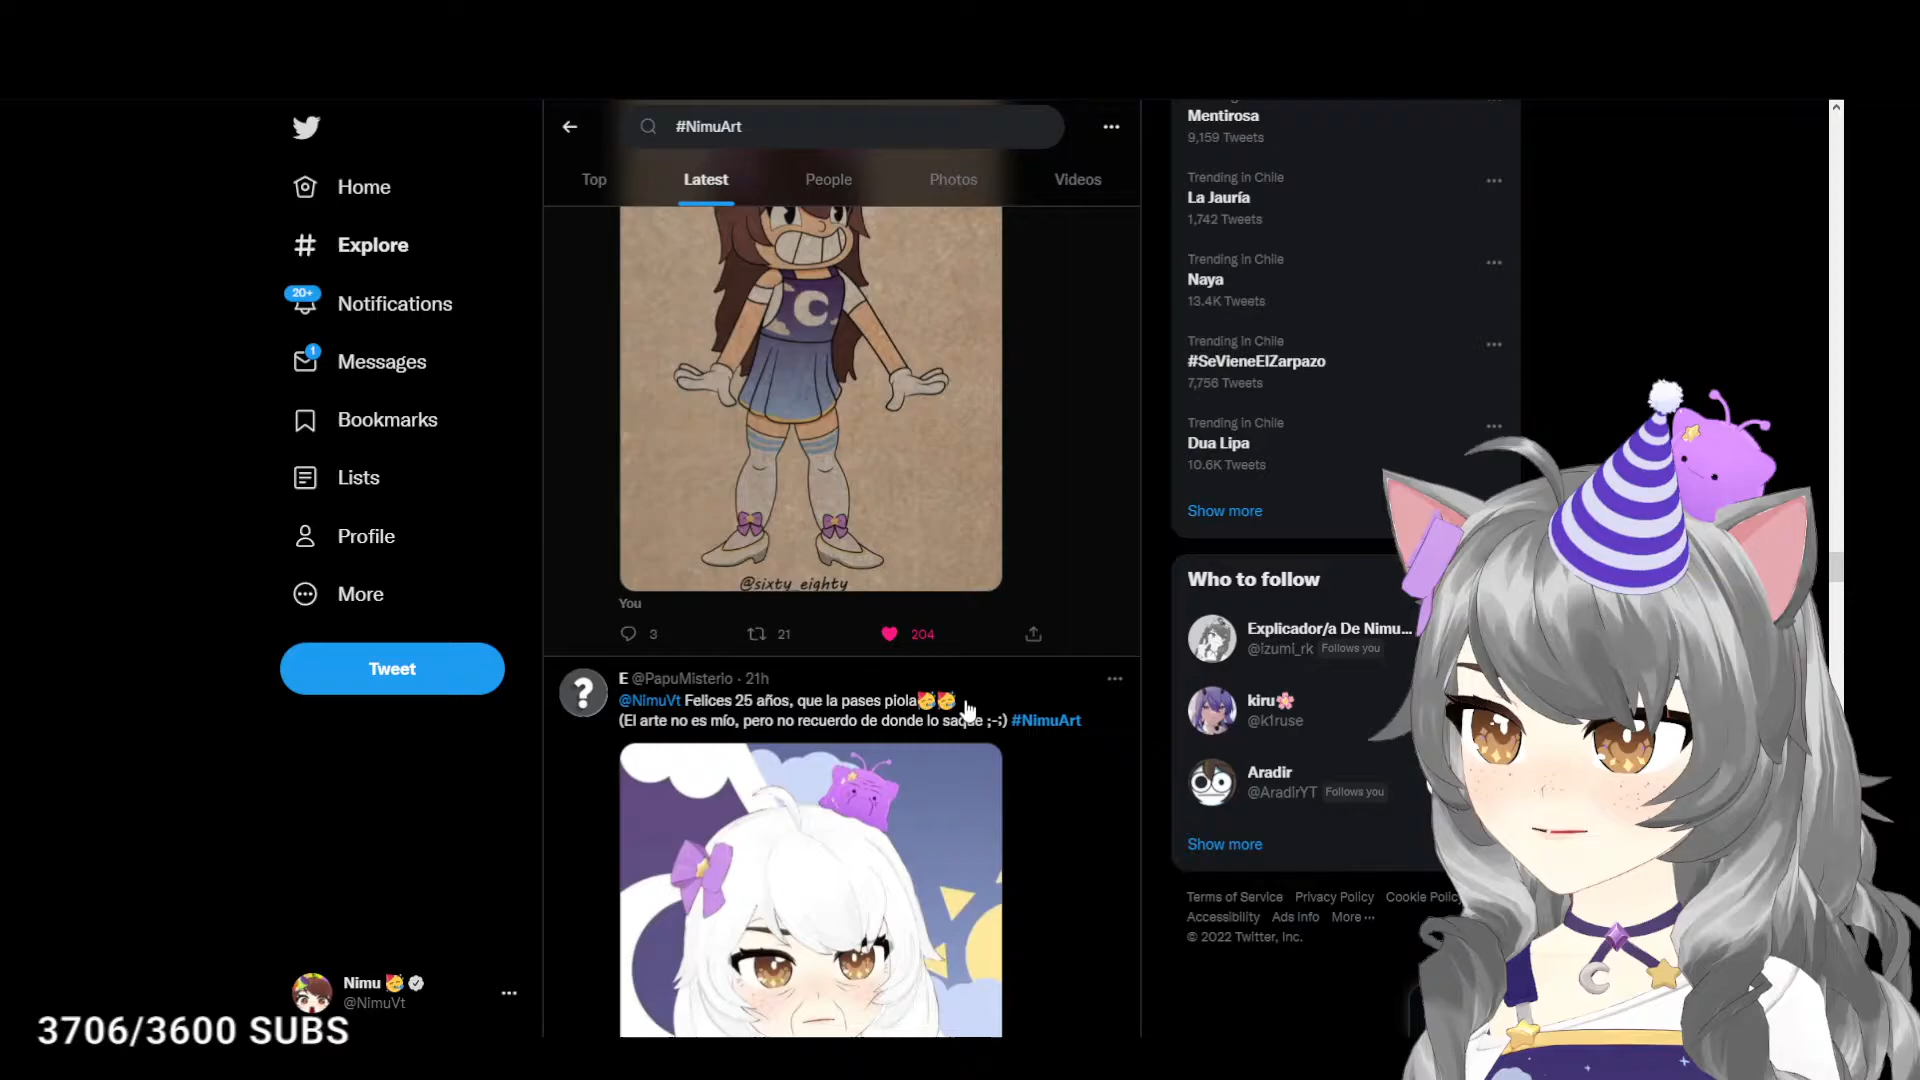 Home
Explore
20+
Notifications
1
Messages
Bookmarks
Lists
Profile
More
Tweet
Nimu
@NimuVt
3706/3600 SUBS
#NimuArt
Top
Latest
People
Photos
Videos
@sixty_eighty
You
3
21
204
E @PapuMisterio · 21h
@NimuVt Felices 25 años, que la pases piola🥳🥳
(El arte no es mío, pero no recuerdo de donde lo saqué ;-;) #NimuArt
Mentirosa
9,159 Tweets
Trending in Chile
La Jauría
1,742 Tweets
Trending in Chile
Naya
13.4K Tweets
Trending in Chile
#SeVieneElZarpazo
7,756 Tweets
Trending in Chile
Dua Lipa
10.6K Tweets
Show more
Who to follow
Explicador/a De Nimu...
@izumi_rk Follows you
kiru🌸
@k1ruse
Aradir
@AradirYT Follows you
Show more
Terms of Service Privacy Policy Cookie Policy
Accessibility Ads info More ...
© 2022 Twitter, Inc.